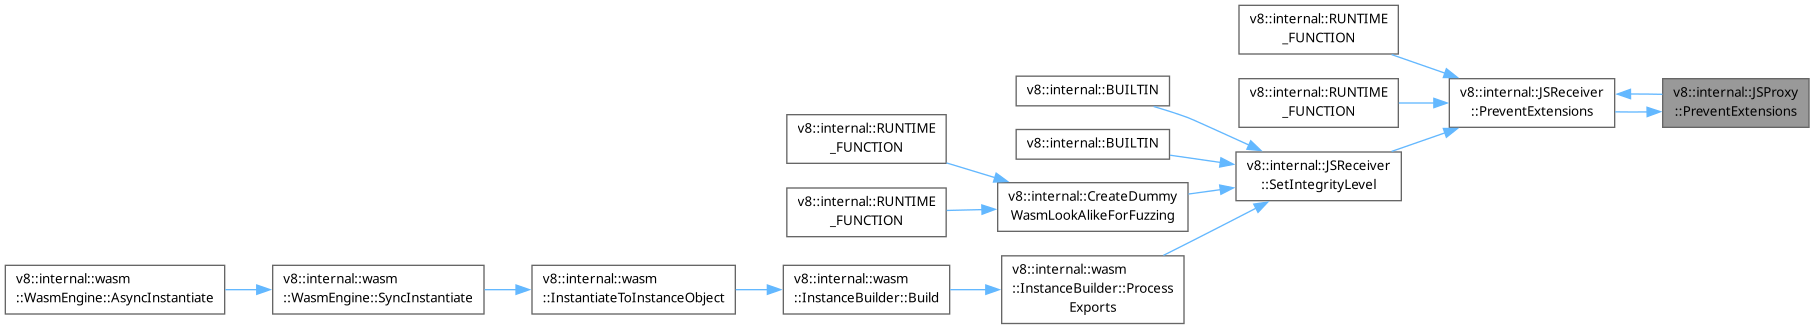 v8::internal::RUNTIME
_FUNCTION
v8::internal::RUNTIME
_FUNCTION
v8::internal::JSReceiver
::PreventExtensions
v8::internal::JSProxy
::PreventExtensions
v8::internal::BUILTIN
v8::internal::BUILTIN
v8::internal::JSReceiver
::SetIntegrityLevel
v8::internal::RUNTIME
_FUNCTION
v8::internal::RUNTIME
_FUNCTION
v8::internal::CreateDummy
WasmLookAlikeForFuzzing
v8::internal::wasm
::WasmEngine::AsyncInstantiate
v8::internal::wasm
::WasmEngine::SyncInstantiate
v8::internal::wasm
::InstantiateToInstanceObject
v8::internal::wasm
::InstanceBuilder::Build
v8::internal::wasm
::InstanceBuilder::Process
Exports